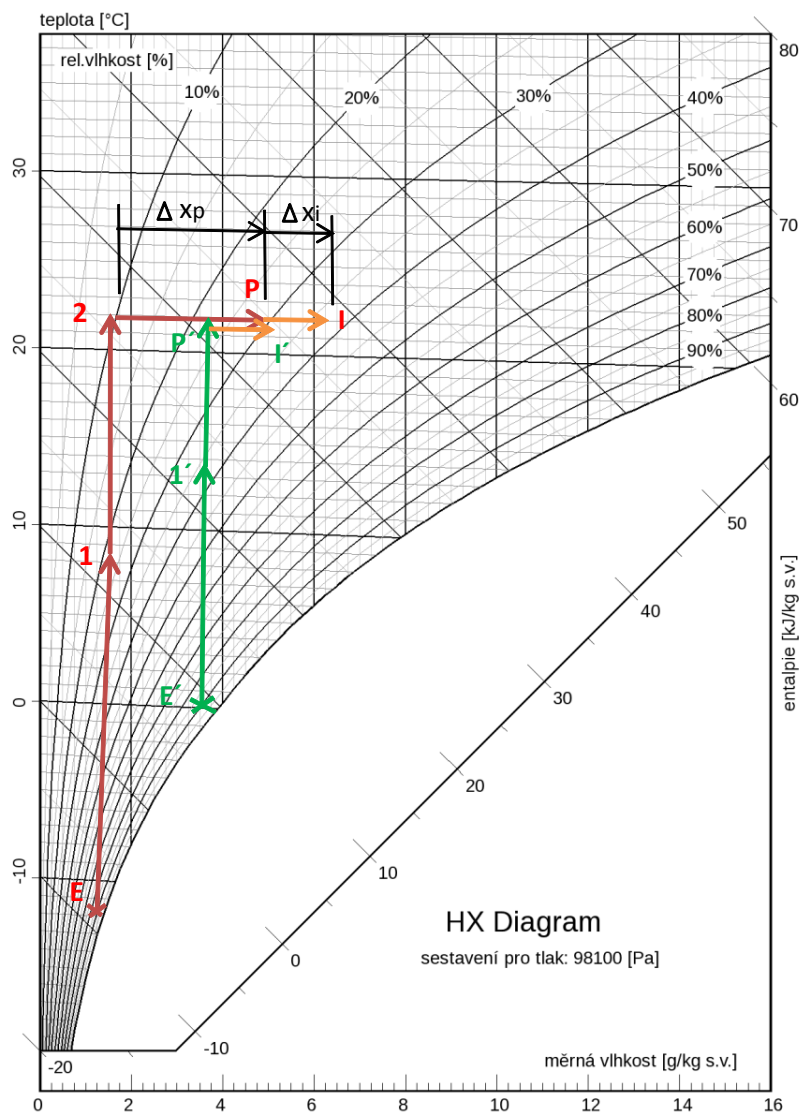 teplota [°C]
80
rel.vlhkost [%]
10%
20%
30%
40%
30
50%
Δ xp
Δ xi
60%
70
70%
P
2
I
80%
P´
I´
20
90%
60
1´
50
10
1
entalpie [kJ/kg s.v.]
40
E´
0
30
20
-10
E
10
HX Diagram
0
sestavení pro tlak: 98100 [Pa]
-10
-20
měrná vlhkost [g/kg s.v.]
0 2 4 6 8 10 12 14 16